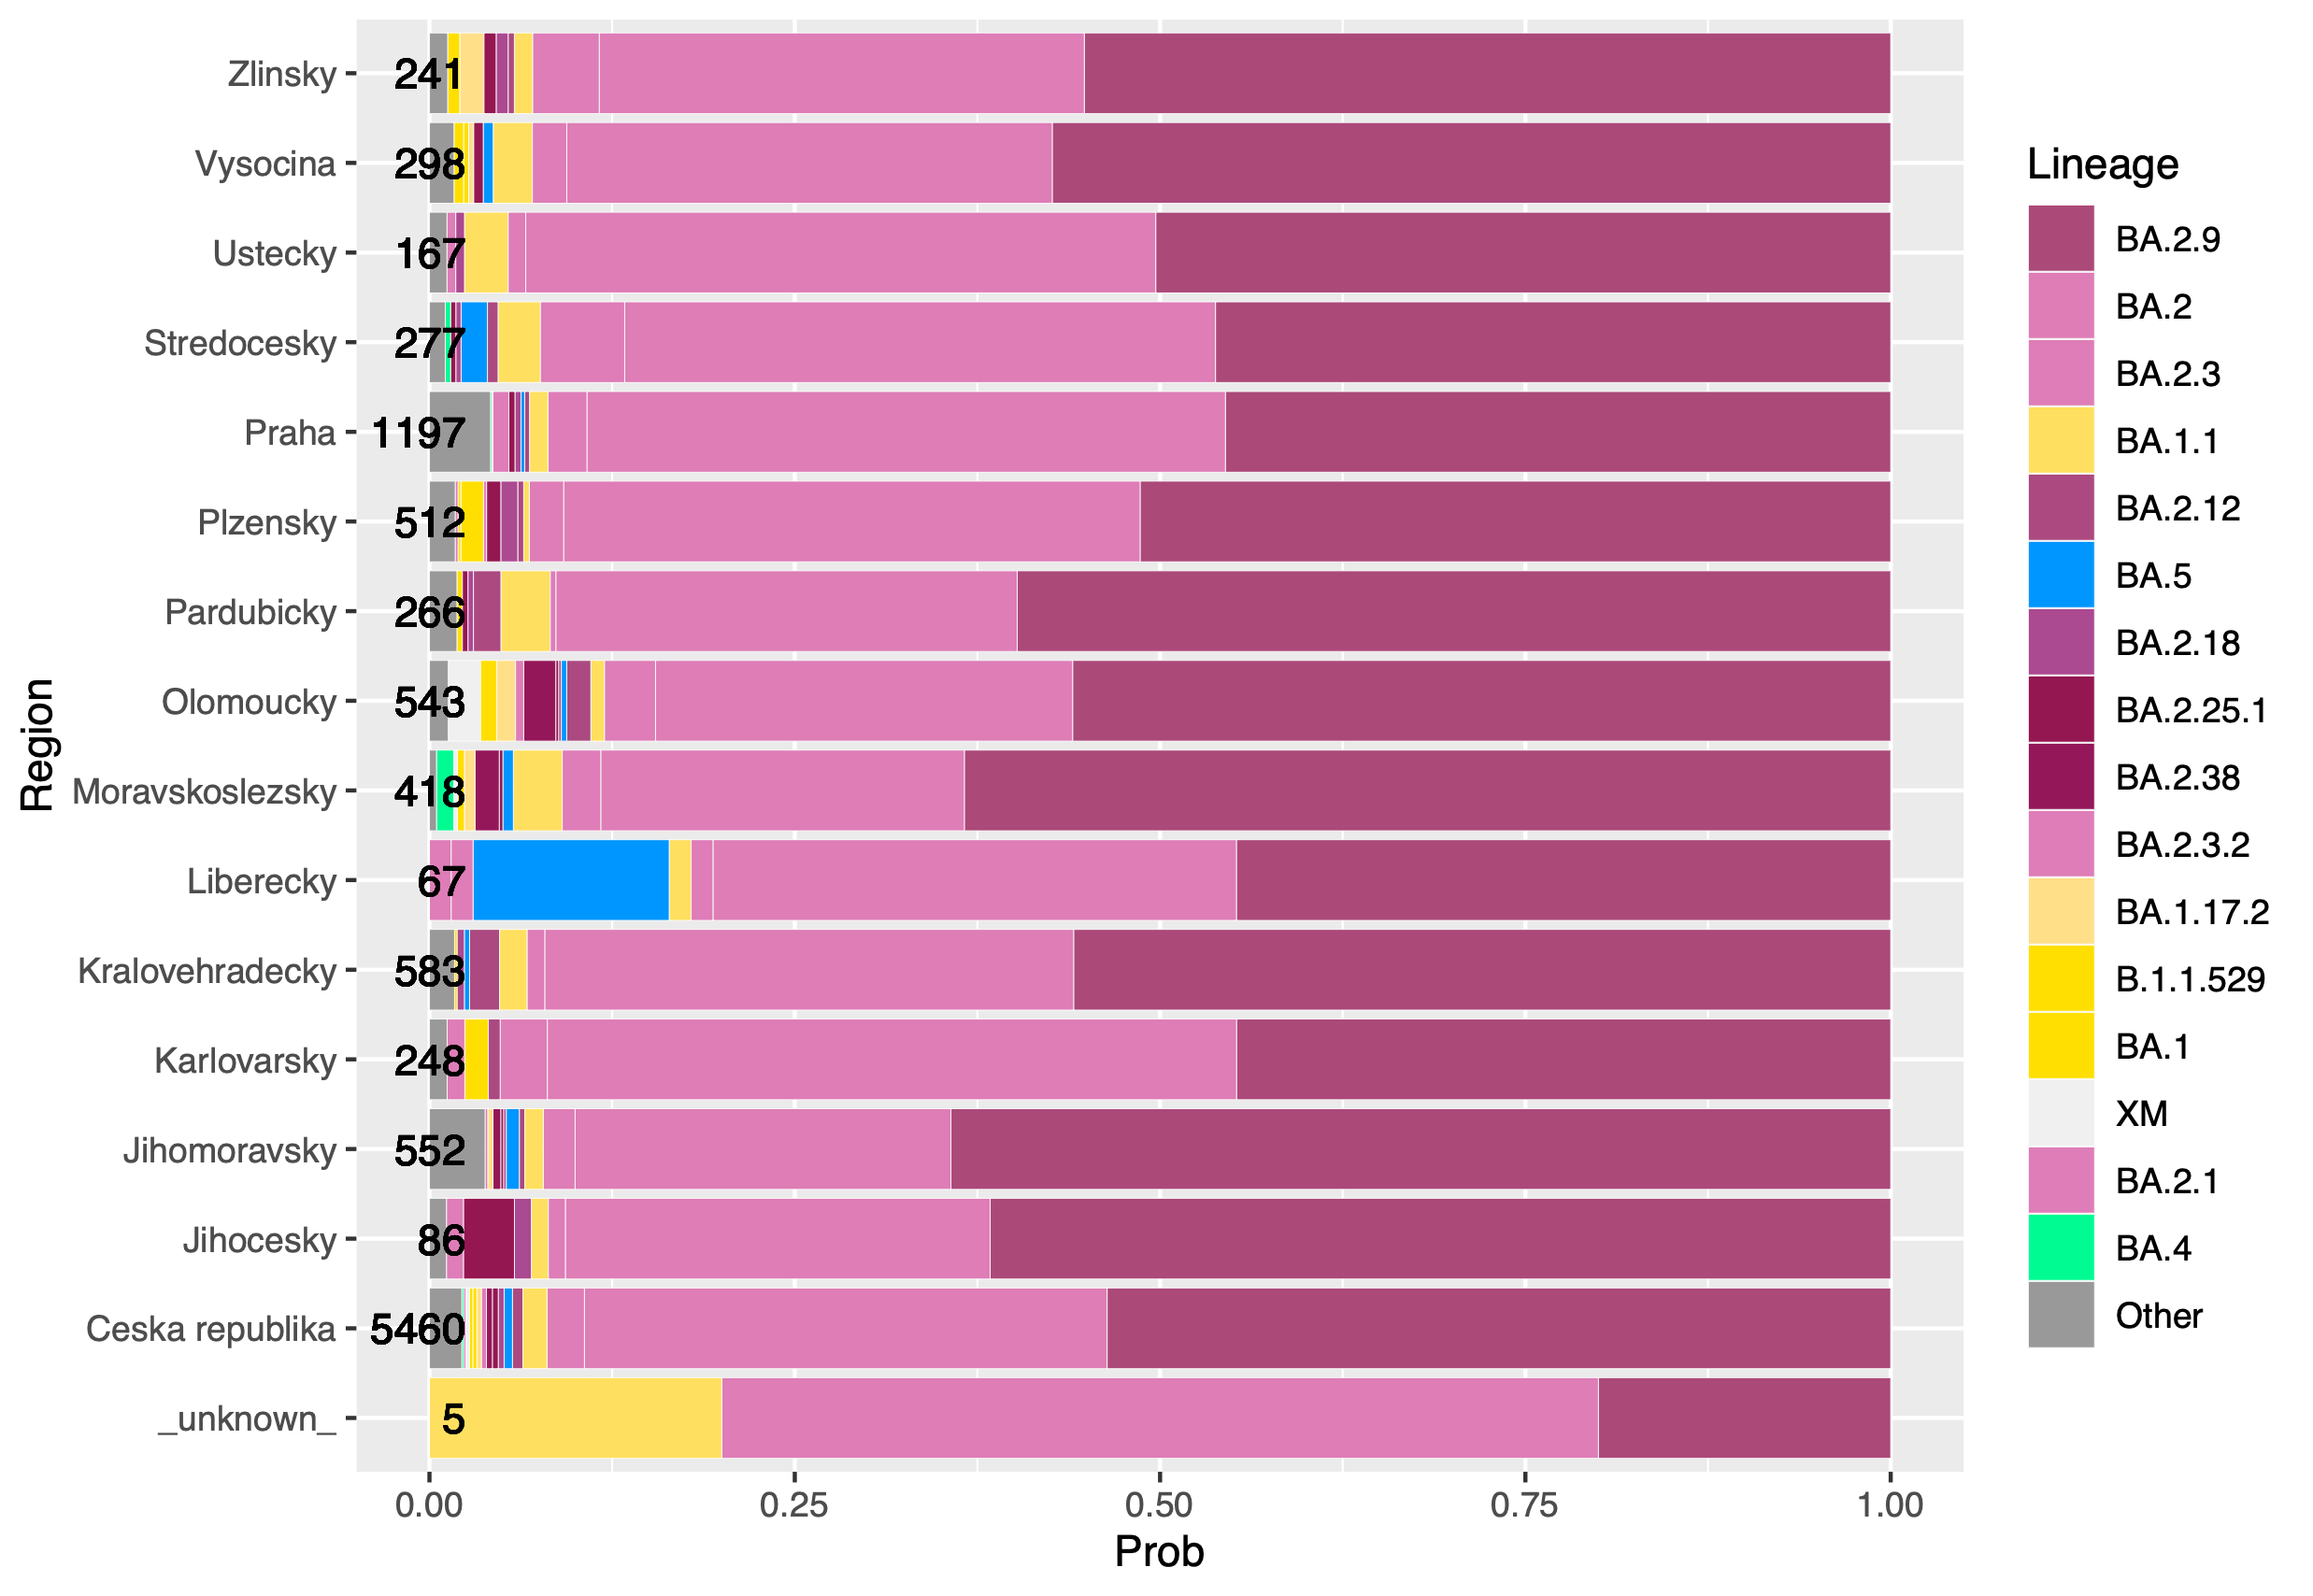 Region
Zlinsky 241
Vysocina 298
Ustecky 167
Stredocesky 277
Praha 1197
Plzensky 512
Pardubicky 266
Olomoucky 543
Moravskoslezsky 418
Liberecky 67
Kralovehradecky 583
Karlovarsky 248
Jihomoravsky 552
Jihocesky 86
Ceska republika 5460
_unknown_ 5
0.00 0.25 0.50 0.75 1.00
Prob
Lineage
BA.2.9
BA.2
BA.2.3
BA.1.1
BA.2.12
BA.5
BA.2.18
BA.2.25.1
BA.2.38
BA.2.3.2
BA.1.17.2
B.1.1.529
BA.1
XM
BA.2.1
BA.4
Other